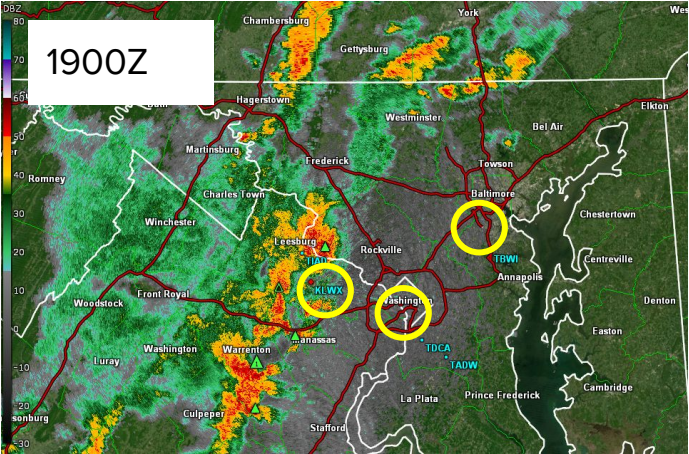 DBZ
80
70
60
50
40
30
20
10
0
-10
-20
-30
1900Z
Chambersburg
York
Gettysburg
Hagerstown
Westminster
Elkton
Bel Air
Martinsburg
Frederick
Towson
Romney
Charles Town
Baltimore
Winchester
Chestertown
Leesburg
Rockville
TIAD
TBWI
Centreville
Annapolis
KLWX
Front Royal
Woodstock
Washington
Denton
Easton
Manassas
Luray
Washington
Warrenton
TDCA
TADW
Cambridge
La Plata
Prince Frederick
Culpeper
Stafford